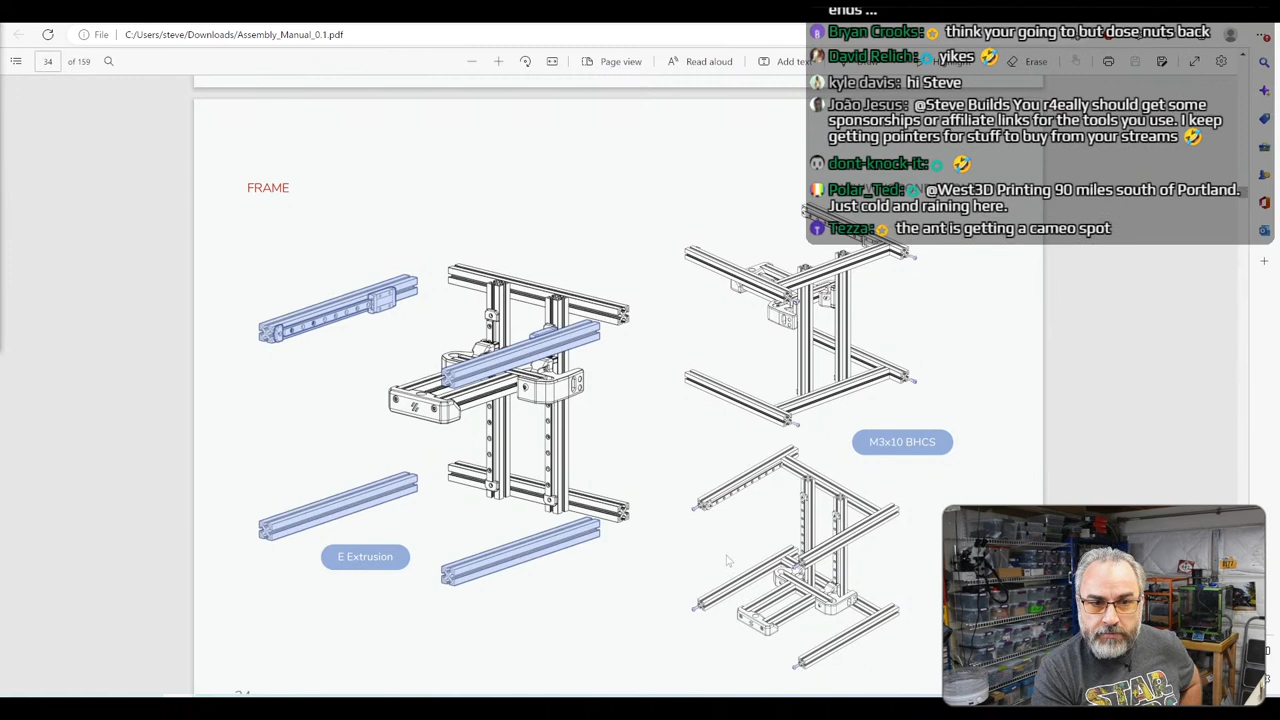 ends ...
Bryan Crooks: think your going to but dose nuts back
David Relich: yikes 🤣
kyle davis: hi Steve
João Jesus: @Steve Builds You r4eally should get some
sponsorships or affiliate links for the tools you use. I keep
getting pointers for stuff to buy from your streams 🤣
dont-knock-it: 🤣
Polar_Ted: @West3D Printing 90 miles south of Portland.
Just cold and raining here.
Tezza: the ant is getting a cameo spot
File
C:/Users/steve/Downloads/Assembly_Manual_0.1.pdf
34 of 159
Page view
Read aloud
Add text
Erase
FRAME
M3x10 BHCS
E Extrusion
34
STAR